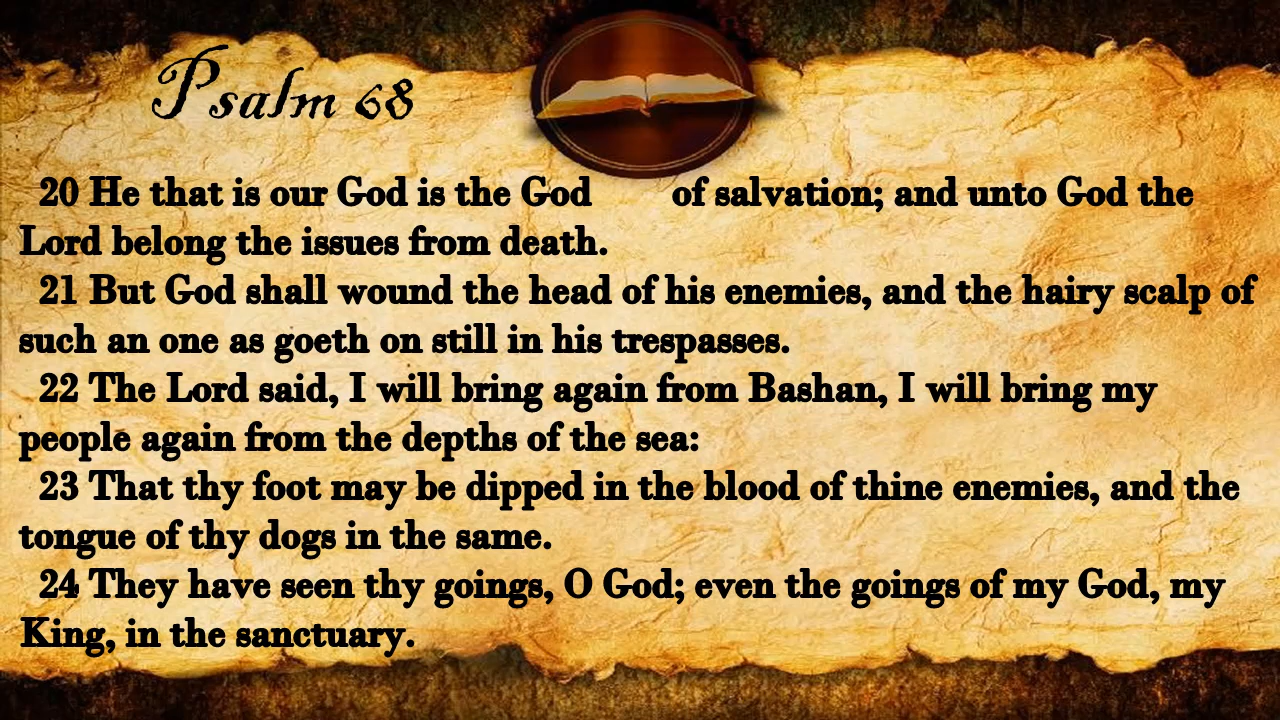 Psalm 68
20 He that is our God is the God of salvation; and unto God the
Lord belong the issues from death.
21 But God shall wound the head of his enemies, and the hairy scalp of
such an one as goeth on still in his trespasses.
22 The Lord said, I will bring again from Bashan, I will bring my
people again from the depths of the sea:
23 That thy foot may be dipped in the blood of thine enemies, and the
tongue of thy dogs in the same.
24 They have seen thy goings, O God; even the goings of my God, my
King, in the sanctuary.